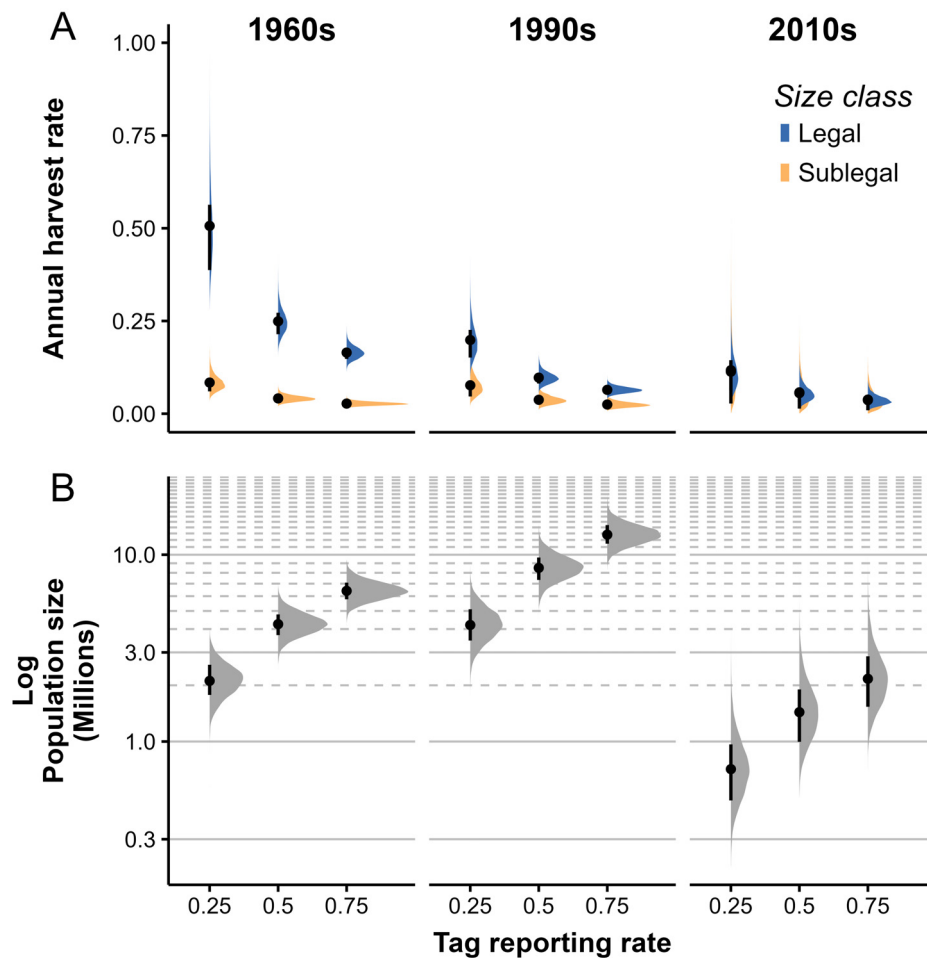 A
1960s
1990s
2010s
Annual harvest rate
1.00
0.75
0.50
0.25
0.00
Size class
Legal
Sublegal
B
Log
Population size
(Millions)
10.0
3.0
1.0
0.3
0.25 0.5 0.75
0.25 0.5 0.75
0.25 0.5 0.75
Tag reporting rate